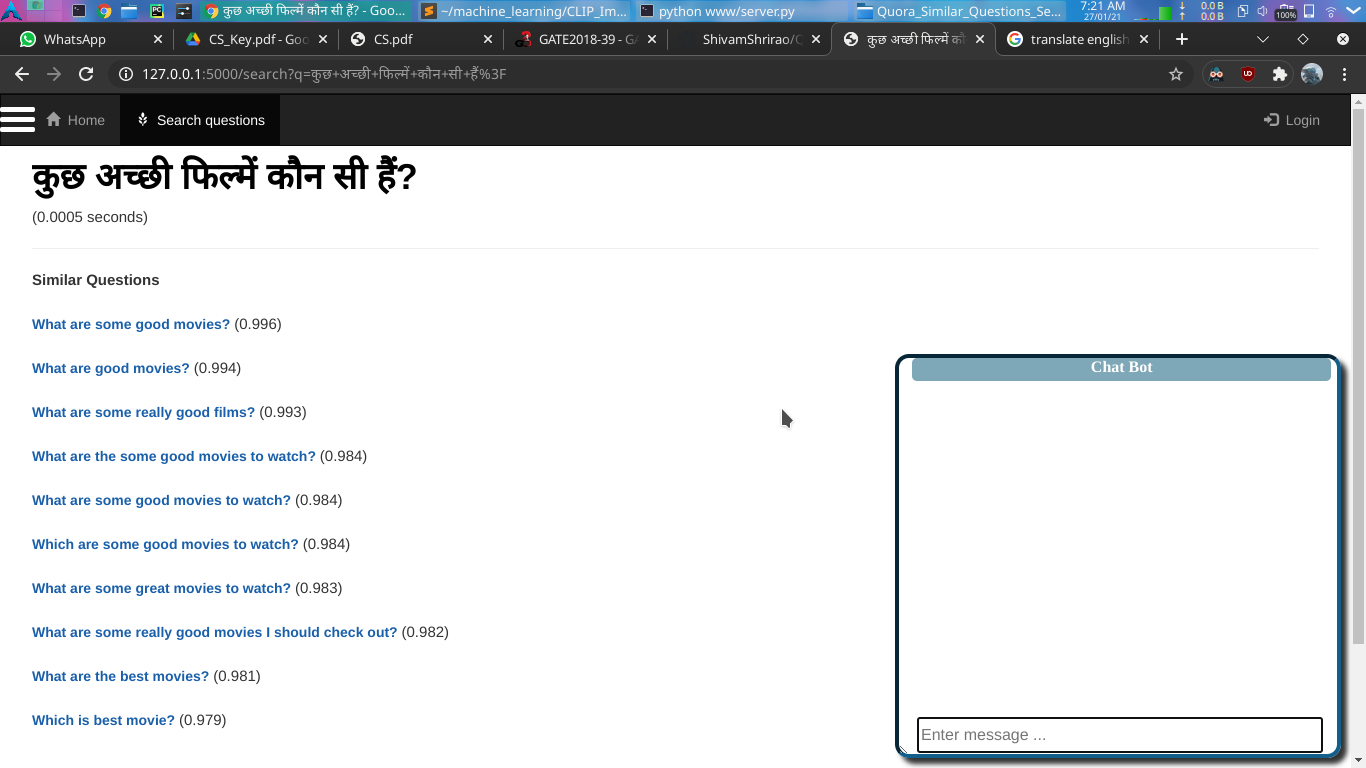 कुछ अच्छी फिल्में कौन सी हैं? - Goo...
~/machine_learning/CLIP_Im...
python www/server.py
Quora_Similar_Questions_Se...
7:21 AM
27/01/21
0.0 B
0.0 B
100%
WhatsApp
CS_Key.pdf - Goo
CS.pdf
GATE2018-39 - GA
ShivamShrirao/Q
कुछ अच्छी फिल्में कौ
translate english
127.0.0.1:5000/search?q=कुछ+अच्छी+फिल्में+कौन+सी+हैं%3F
Home
Search questions
Login
कुछ अच्छी फिल्में कौन सी हैं?
(0.0005 seconds)
Similar Questions
What are some good movies? (0.996)
What are good movies? (0.994)
What are some really good films? (0.993)
What are the some good movies to watch? (0.984)
What are some good movies to watch? (0.984)
Which are some good movies to watch? (0.984)
What are some great movies to watch? (0.983)
What are some really good movies I should check out? (0.982)
What are the best movies? (0.981)
Which is best movie? (0.979)
Chat Bot
Enter message ...